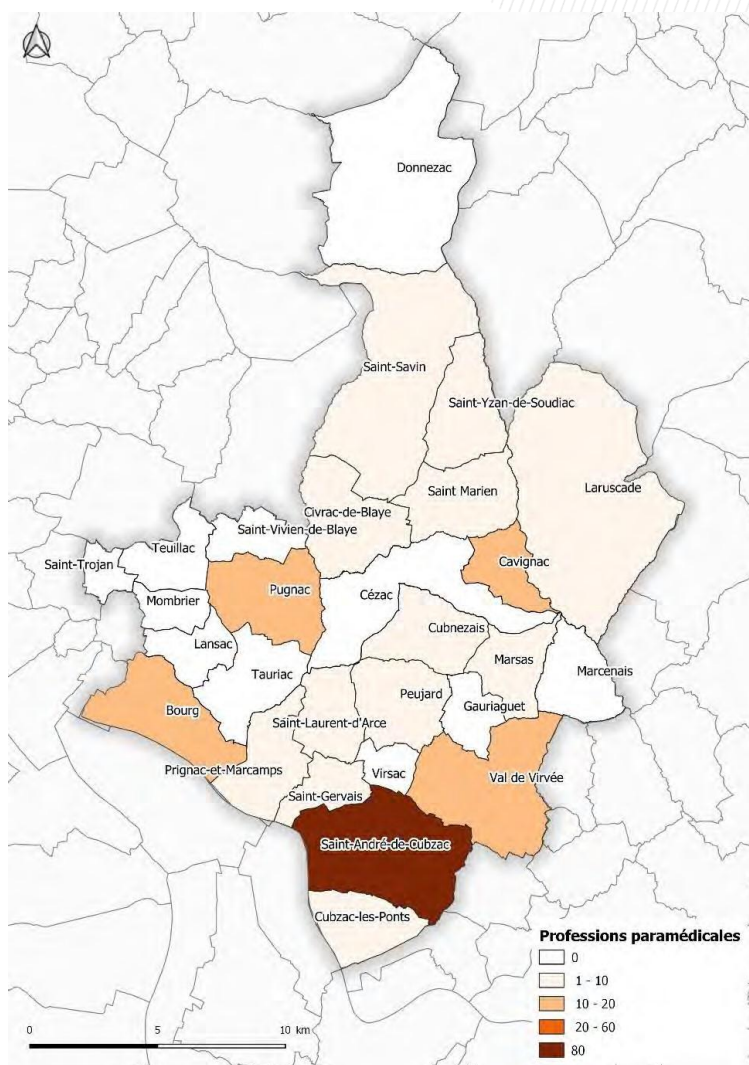 Donnezac
Saint-Savin
Saint-Yzan-de-Soudiac
Laruscade
Saint Marien
Civrac-de-Blaye
Saint-Vivien-de-Blaye
Teuillac
Saint-Trojan
Cavignac
Pugnac
Cézac
Mombrier
Cubnezais
Lansac
Marsas
Marcenais
Tauriac
Peujard
Gauriaguet
Bourg
Saint-Laurent-d'Arce
Prignac-et-Marcamps
Virsac
Val de Virvée
Saint-Gervais
Saint-André-de-Cubzac
Cubzac-les-Ponts
Professions paramédicales
0
1 - 10
10 - 20
20 - 60
80
0 5 10 km